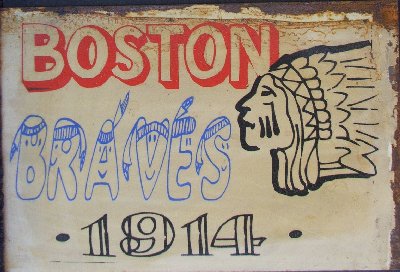 BOSTON
BRAVES
· 1914 ·